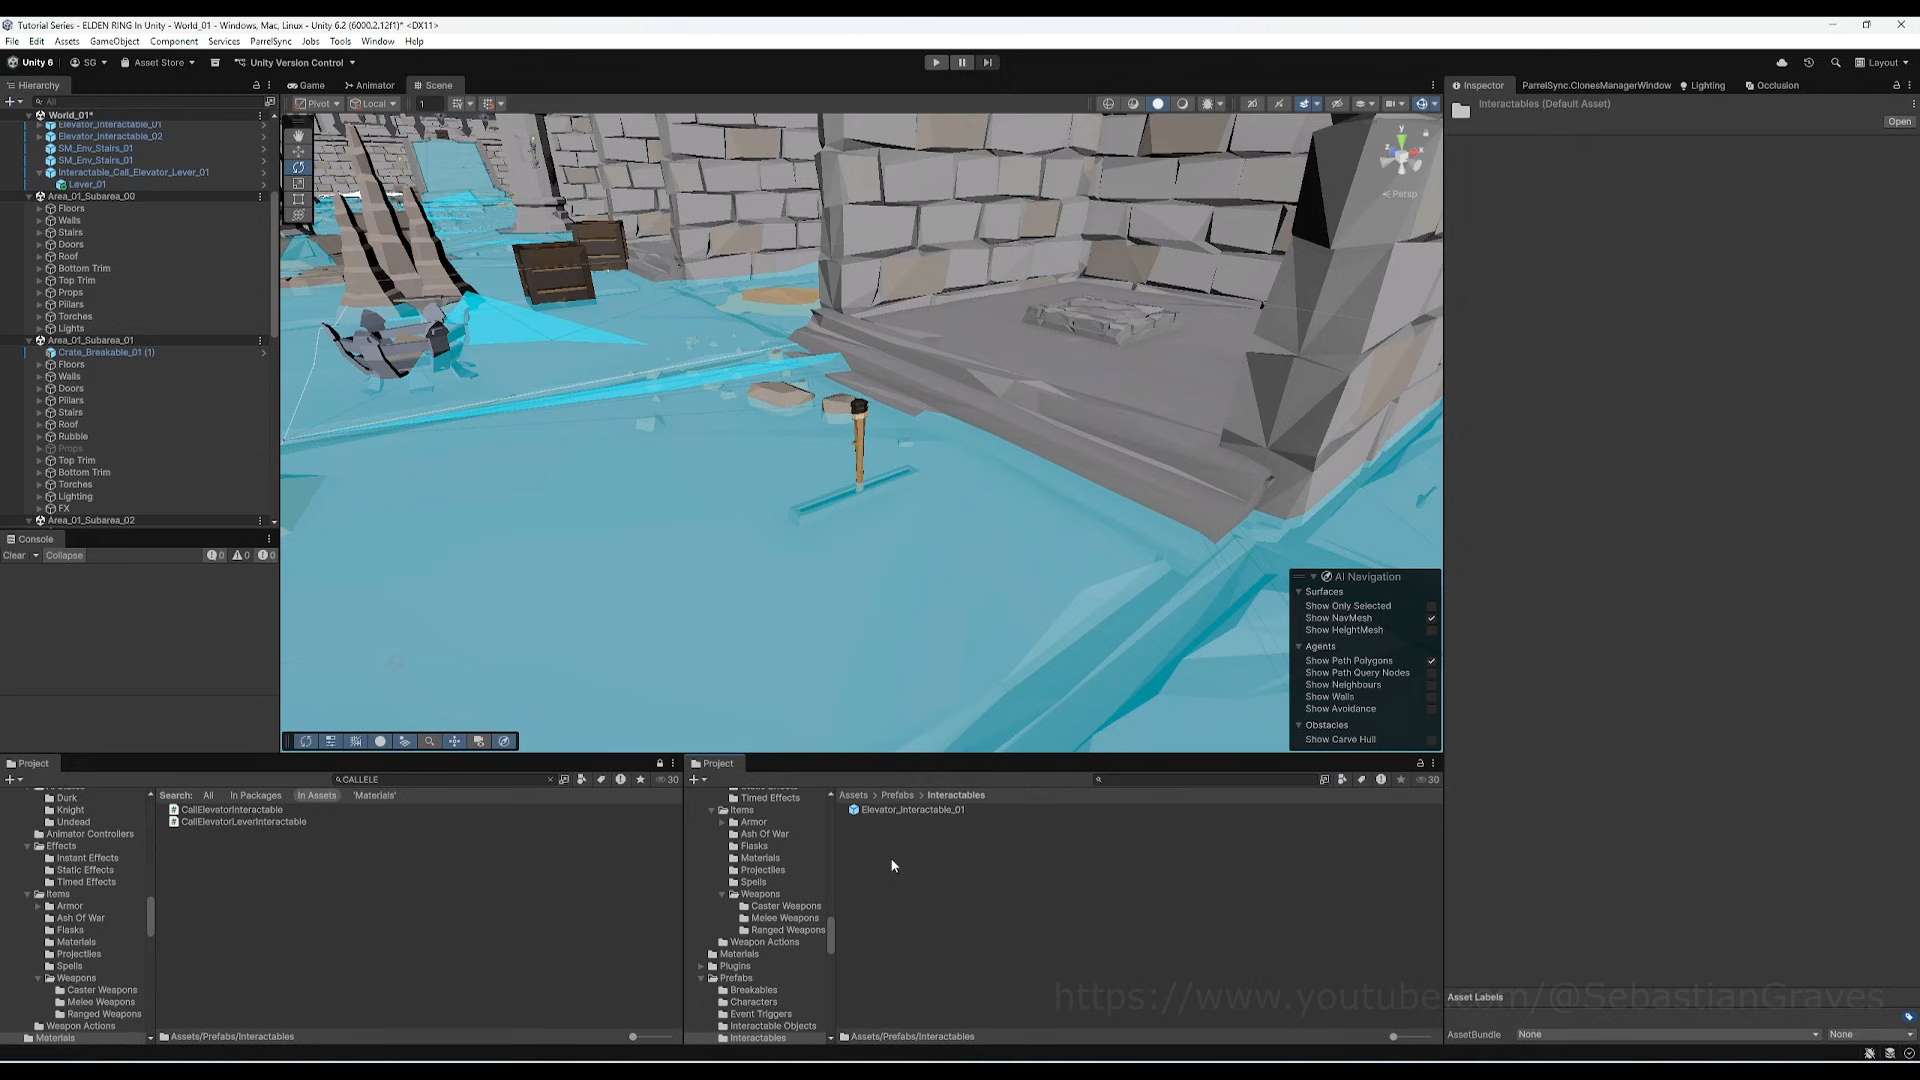 Tutorial Series - ELDEN RING In Unity - World_01 - Windows, Mac, Linux - Unity 6.2 (6000.2.12f1)* <DX11>
File Edit Assets GameObject Component Services ParrelSync Jobs Tools Window Help
Unity 6 SG Asset Store Unity Version Control Layout
Hierarchy Game Animator Scene Inspector ParrelSync.ClonesManagerWindow Lighting Occlusion
All Pivot Local 1 Interactables (Default Asset)
World_01*
Open
Elevator_Interactable_01
Elevator_Interactable_02
SM_Env_Stairs_01
SM_Env_Stairs_01
Interactable_Call_Elevator_Lever_01
Lever_01
Area_01_Subarea_00
Floors
Walls
Stairs
Doors
Roof
Bottom Trim
Top Trim
Props
Pillars
Torches
Lights
Area_01_Subarea_01
Crate_Breakable_01 (1)
Floors
Walls
Doors
Pillars
Stairs
Roof
Rubble
Props
Top Trim
Bottom Trim
Torches
Lighting
FX
Area_01_Subarea_02
y
x
z
Persp
Console
Clear Collapse 0 0 0
AI Navigation
Surfaces
Show Only Selected
Show NavMesh
Show HeightMesh
Agents
Show Path Polygons
Show Path Query Nodes
Show Neighbours
Show Walls
Show Avoidance
Obstacles
Show Carve Hull
Project
CALLELE 30
Durk
Knight
Undead
Animator Controllers
Effects
Instant Effects
Static Effects
Timed Effects
Items
Armor
Ash Of War
Flasks
Materials
Projectiles
Spells
Weapons
Caster Weapons
Melee Weapons
Ranged Weapons
Weapon Actions
Materials
Search: All In Packages In Assets 'Materials'
CallElevatorInteractable
CallElevatorLeverInteractable
Assets/Prefabs/Interactables
Project
30
Timed Effects
Items
Armor
Ash Of War
Flasks
Materials
Projectiles
Spells
Weapons
Caster Weapons
Melee Weapons
Ranged Weapons
Weapon Actions
Materials
Plugins
Prefabs
Breakables
Characters
Event Triggers
Interactable Objects
Interactables
Assets > Prefabs > Interactables
Elevator_Interactable_01
Assets/Prefabs/Interactables
https://www.youtube.com/@SebastianGraves
Asset Labels
AssetBundle None None